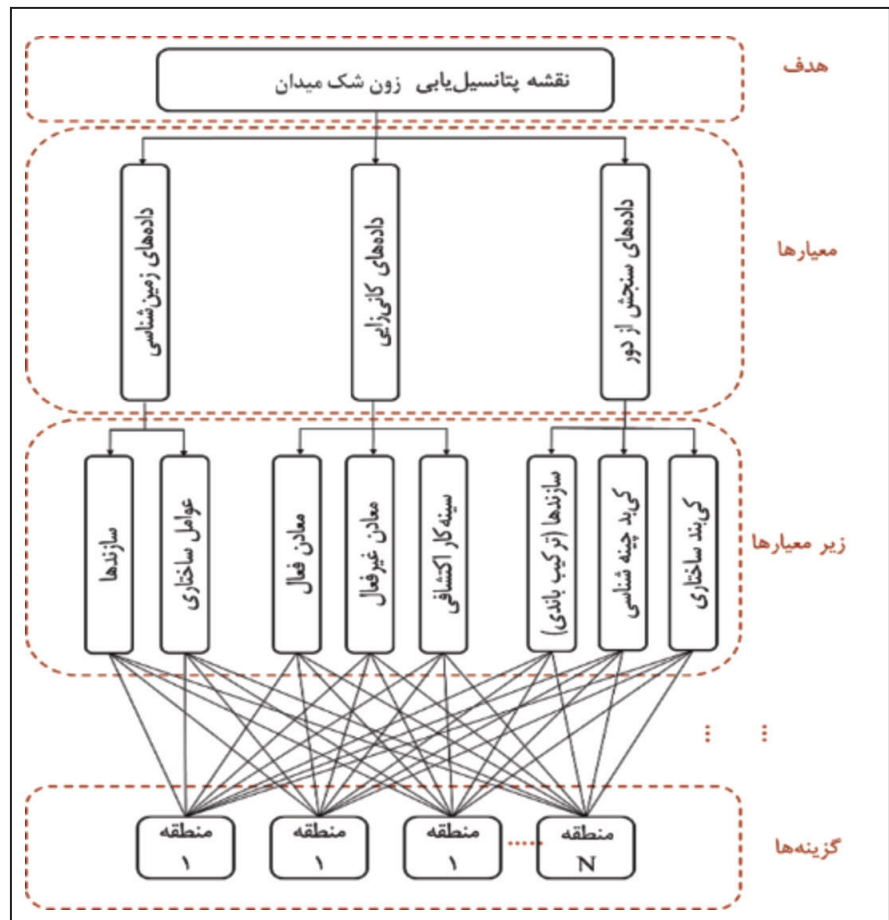 هدف
نقشه پتانسیل‌یابی زون شک میدان
معیارها
داده‌های سنجش از دور
داده‌های کانی‌زایی
داده‌های زمین‌شناسی
زیر معیارها
کی‌بند ساختاری
کی‌بد چینه شناسی
سازندها (ترکیب باندی)
سینه‌کار اکتشافی
معادن غیرفعال
معادن فعال
عوامل ساختاری
سازندها
گزینه‌ها
منطقه
N
منطقه
۱
منطقه
۱
منطقه
۱